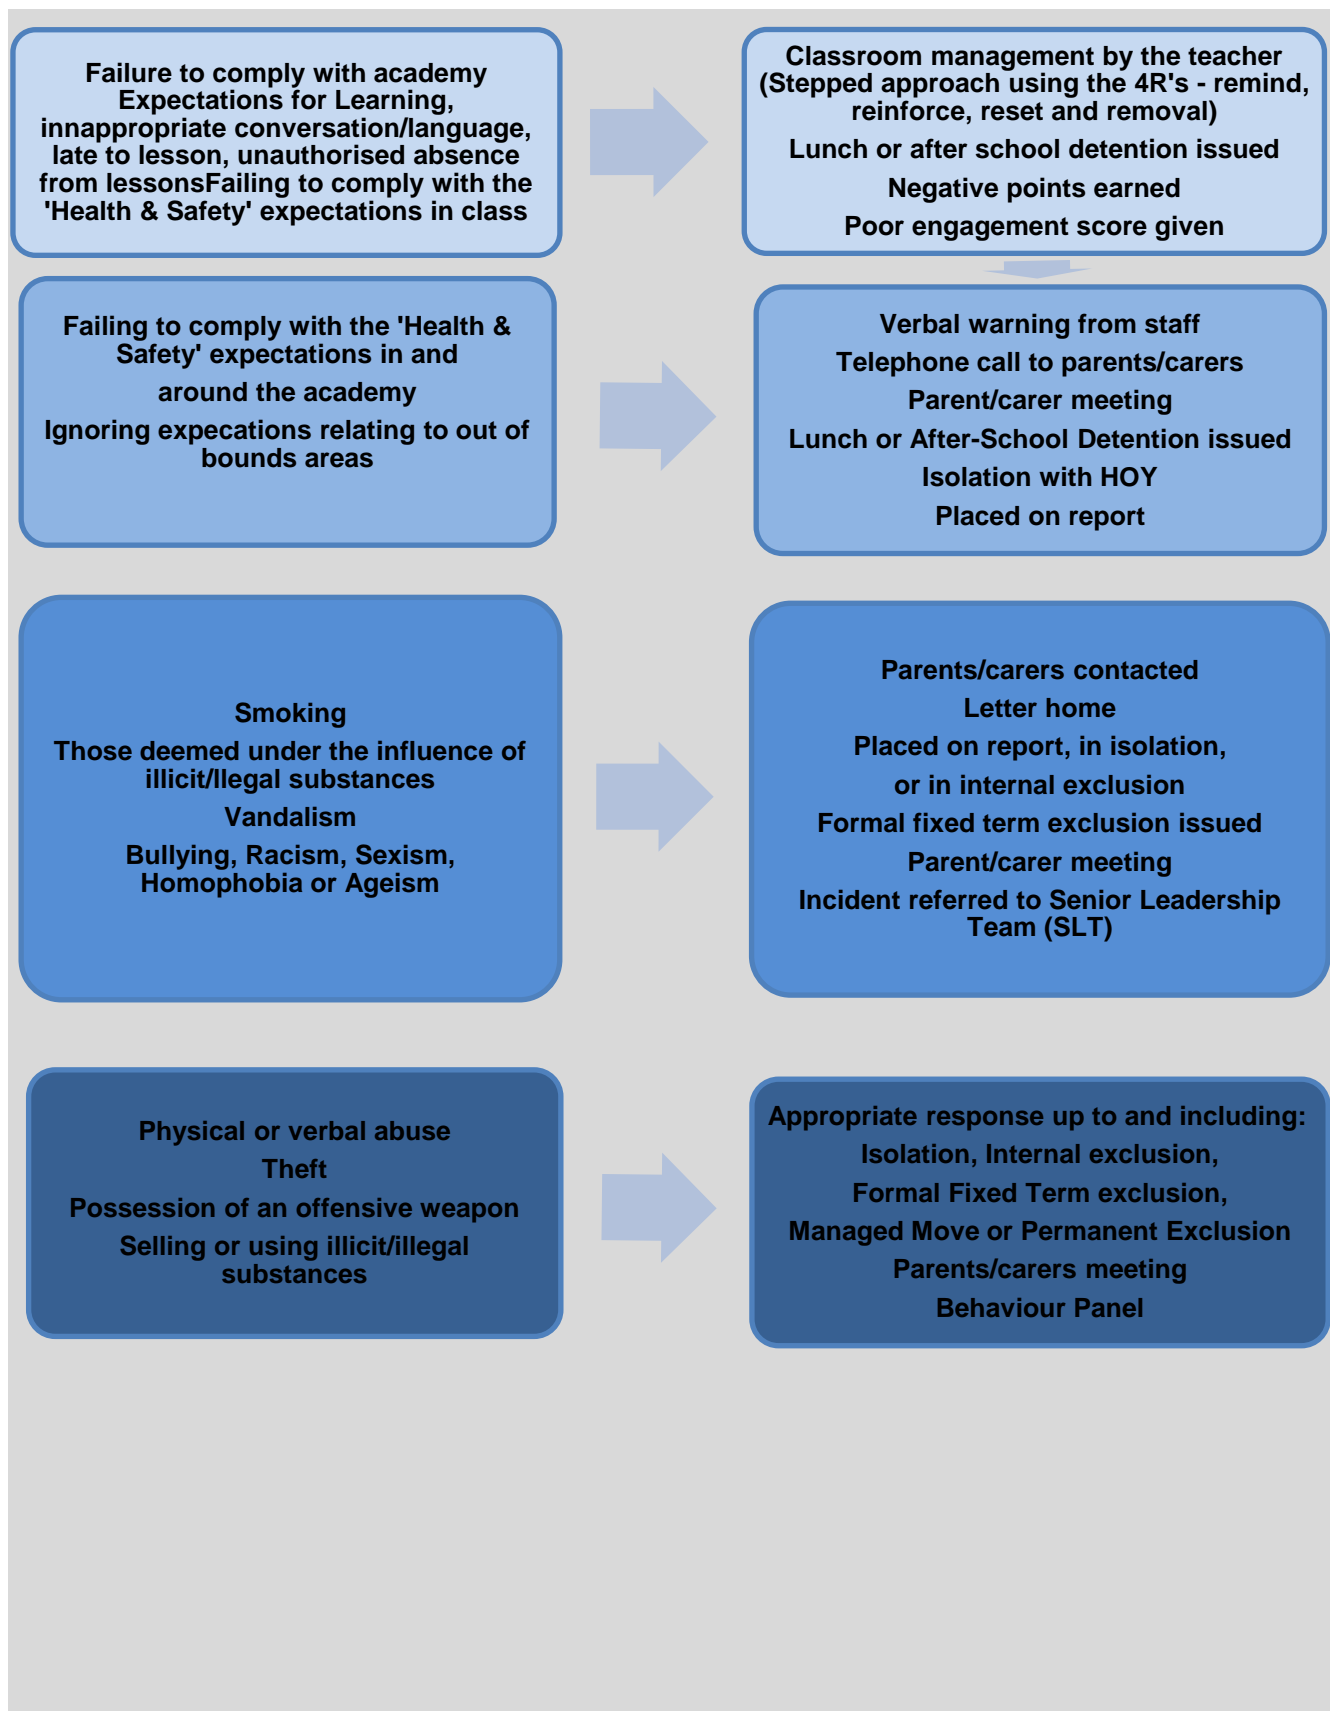 Failure to comply with academy
Expectations for Learning,
innappropriate conversation/language,
late to lesson, unauthorised absence
from lessonsFailing to comply with the
'Health & Safety' expectations in class
Classroom management by the teacher
(Stepped approach using the 4R's - remind,
reinforce, reset and removal)
Lunch or after school detention issued
Negative points earned
Poor engagement score given
Failing to comply with the 'Health &
Safety' expectations in and
around the academy
Ignoring expecations relating to out of
bounds areas
Verbal warning from staff
Telephone call to parents/carers
Parent/carer meeting
Lunch or After-School Detention issued
Isolation with HOY
Placed on report
Smoking
Those deemed under the influence of
illicit/llegal substances
Vandalism
Bullying, Racism, Sexism,
Homophobia or Ageism
Parents/carers contacted
Letter home
Placed on report, in isolation,
or in internal exclusion
Formal fixed term exclusion issued
Parent/carer meeting
Incident referred to Senior Leadership
Team (SLT)
Physical or verbal abuse
Theft
Possession of an offensive weapon
Selling or using illicit/illegal
substances
Appropriate response up to and including:
Isolation, Internal exclusion,
Formal Fixed Term exclusion,
Managed Move or Permanent Exclusion
Parents/carers meeting
Behaviour Panel